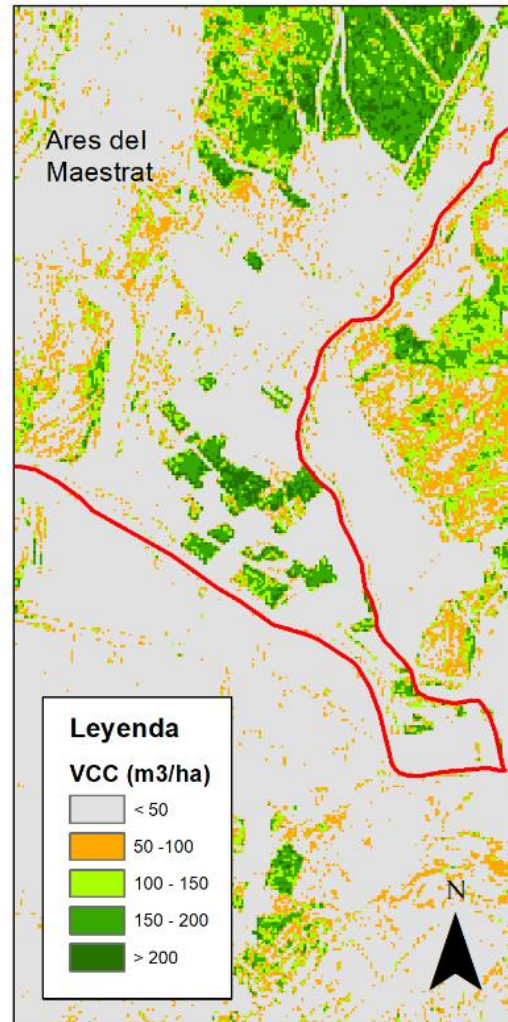 Ares del
Maestrat
Leyenda
VCC (m3/ha)
< 50
50 -100
100 - 150
150 - 200
> 200
N